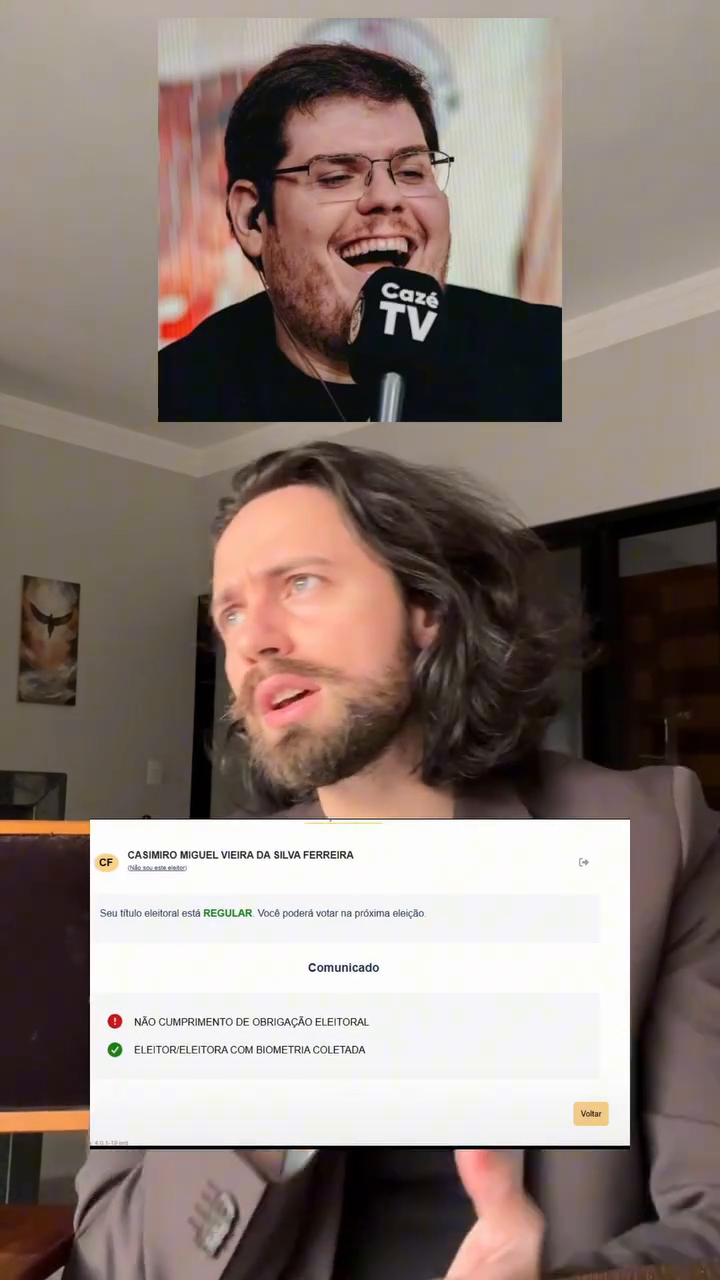 Cazé
TV
CF
CASIMIRO MIGUEL VIEIRA DA SILVA FERREIRA
(Não sou este eleitor)
Seu título eleitoral está REGULAR. Você poderá votar na próxima eleição.
Comunicado
NÃO CUMPRIMENTO DE OBRIGAÇÃO ELEITORAL
ELEITOR/ELEITORA COM BIOMETRIA COLETADA
Voltar